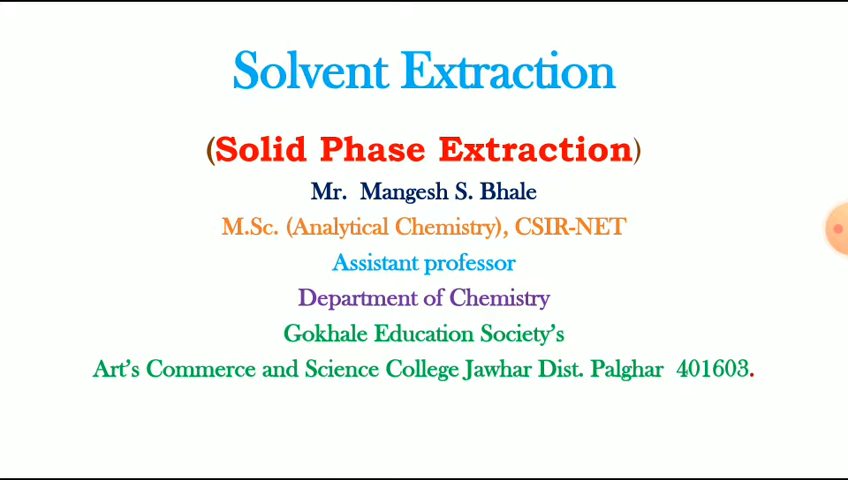 Solvent Extraction
(Solid Phase Extraction)
Mr. Mangesh S. Bhale
M.Sc. (Analytical Chemistry), CSIR-NET
Assistant professor
Department of Chemistry
Gokhale Education Society's
Art's Commerce and Science College Jawhar Dist. Palghar 401603.